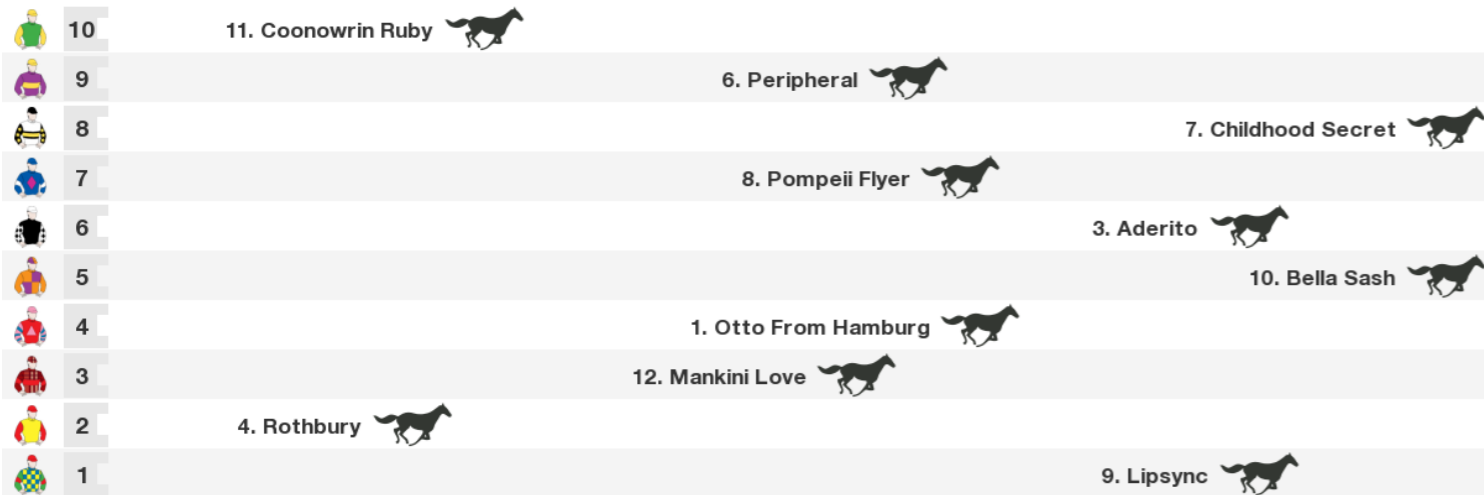 10 11. Coonowrin Ruby
9 6. Peripheral
8 7. Childhood Secret
7 8. Pompeii Flyer
6 3. Aderito
5 10. Bella Sash
4 1. Otto From Hamburg
3 12. Mankini Love
2 4. Rothbury
1 9. Lipsync